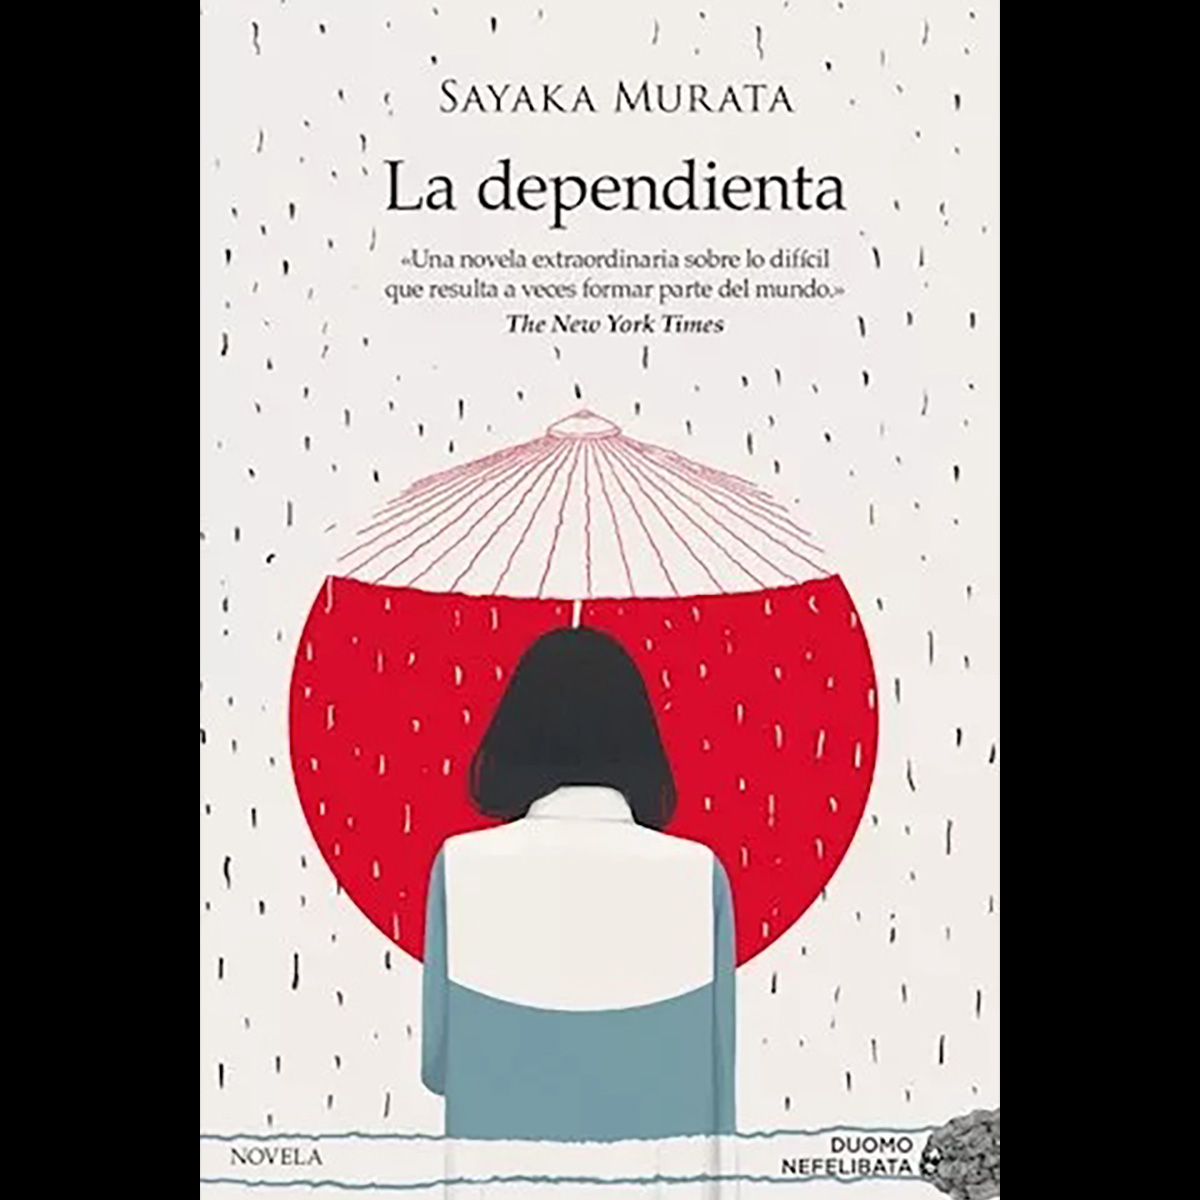 SAYAKA MURATA
La dependienta
«Una novela extraordinaria sobre lo difícil
que resulta a veces formar parte del mundo.»
The New York Times
NOVELA
DUOMO
NEFELIBATA